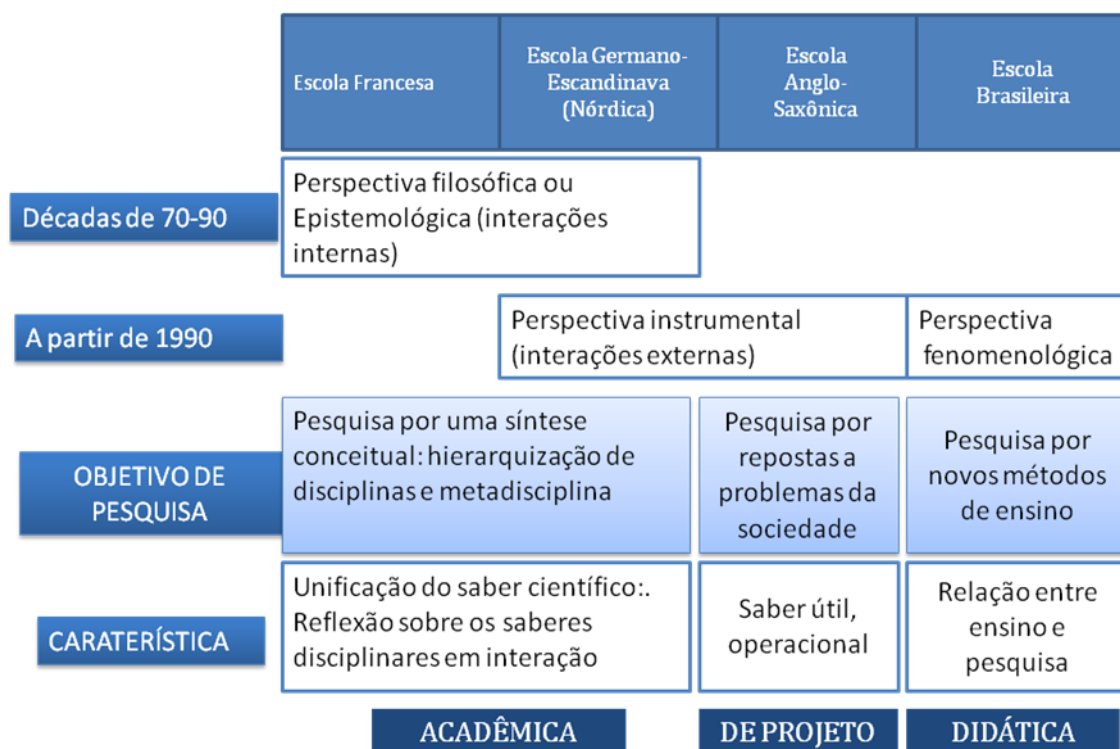 Escola Francesa
Escola Germano-
Escandinava
(Nórdica)
Escola
Anglo-
Saxônica
Escola
Brasileira
Décadas de 70-90
Perspectiva filosófica ou
Epistemológica (interações
internas)
A partir de 1990
Perspectiva instrumental
(interações externas)
Perspectiva
fenomenológica
OBJETIVO DE
PESQUISA
Pesquisa por uma síntese
conceitual: hierarquização de
disciplinas e metadisciplina
Pesquisa por
repostas a
problemas da
sociedade
Pesquisa por
novos métodos
de ensino
CARATERÍSTICA
Unificação do saber científico:.
Reflexão sobre os saberes
disciplinares em interação
Saber útil,
operacional
Relação entre
ensino e
pesquisa
ACADÊMICA
DE PROJETO
DIDÁTICA